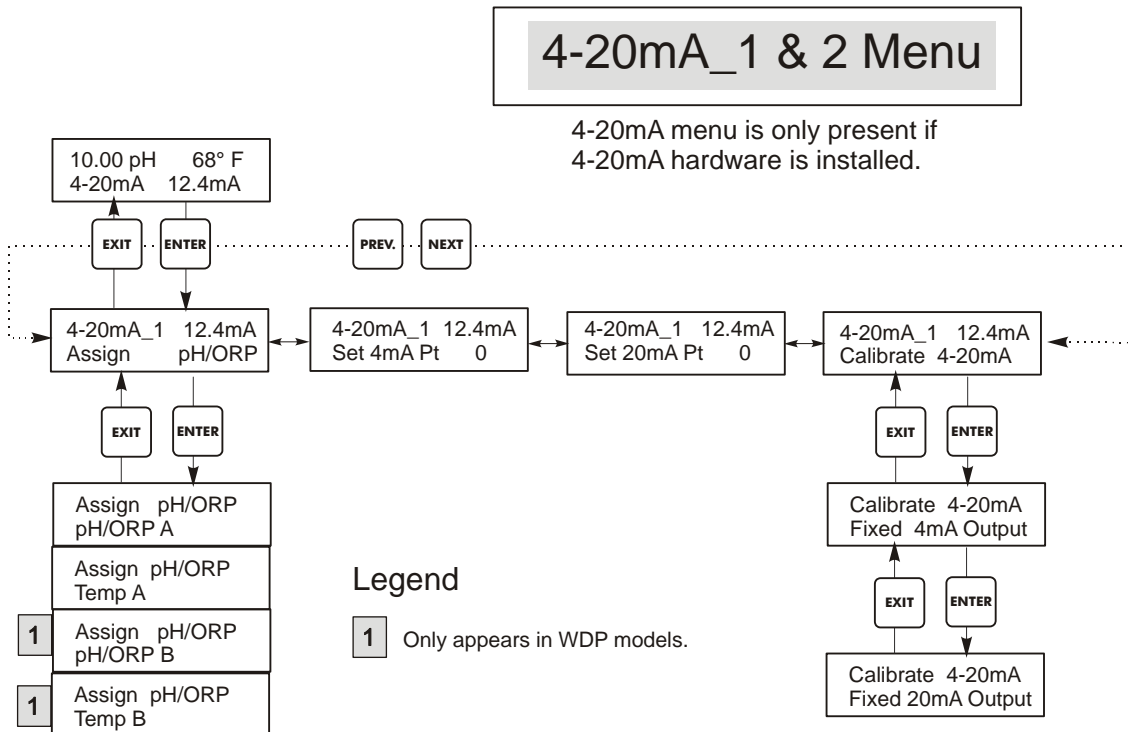 4-20mA_1 & 2 Menu
4-20mA menu is only present if
4-20mA hardware is installed.
10.00 pH 68° F
4-20mA 12.4mA
EXIT
ENTER
PREV.
NEXT
4-20mA_1 12.4mA
Assign pH/ORP
4-20mA_1 12.4mA
Set 4mA Pt 0
4-20mA_1 12.4mA
Set 20mA Pt 0
4-20mA_1 12.4mA
Calibrate 4-20mA
EXIT
ENTER
EXIT
ENTER
Assign pH/ORP
pH/ORP A
Assign pH/ORP
Temp A
1
Assign pH/ORP
pH/ORP B
1
Assign pH/ORP
Temp B
Legend
1 Only appears in WDP models.
Calibrate 4-20mA
Fixed 4mA Output
EXIT
ENTER
Calibrate 4-20mA
Fixed 20mA Output